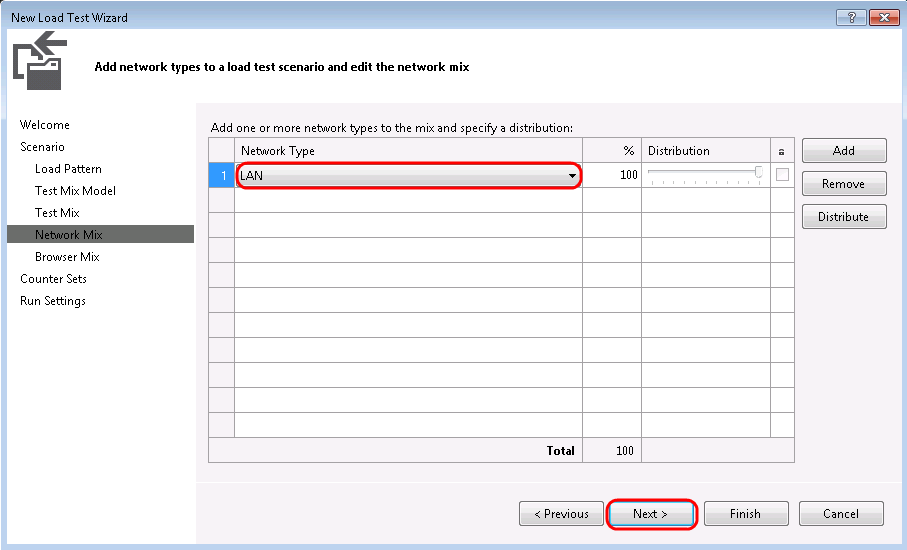 New Load Test Wizard
?
Add network types to a load test scenario and edit the network mix
Welcome
Scenario
Load Pattern
Test Mix Model
Test Mix
Network Mix
Browser Mix
Counter Sets
Run Settings
Add one or more network types to the mix and specify a distribution:
Network Type % Distribution
1 LAN 100
Total 100
Add
Remove
Distribute
< Previous Next > Finish Cancel